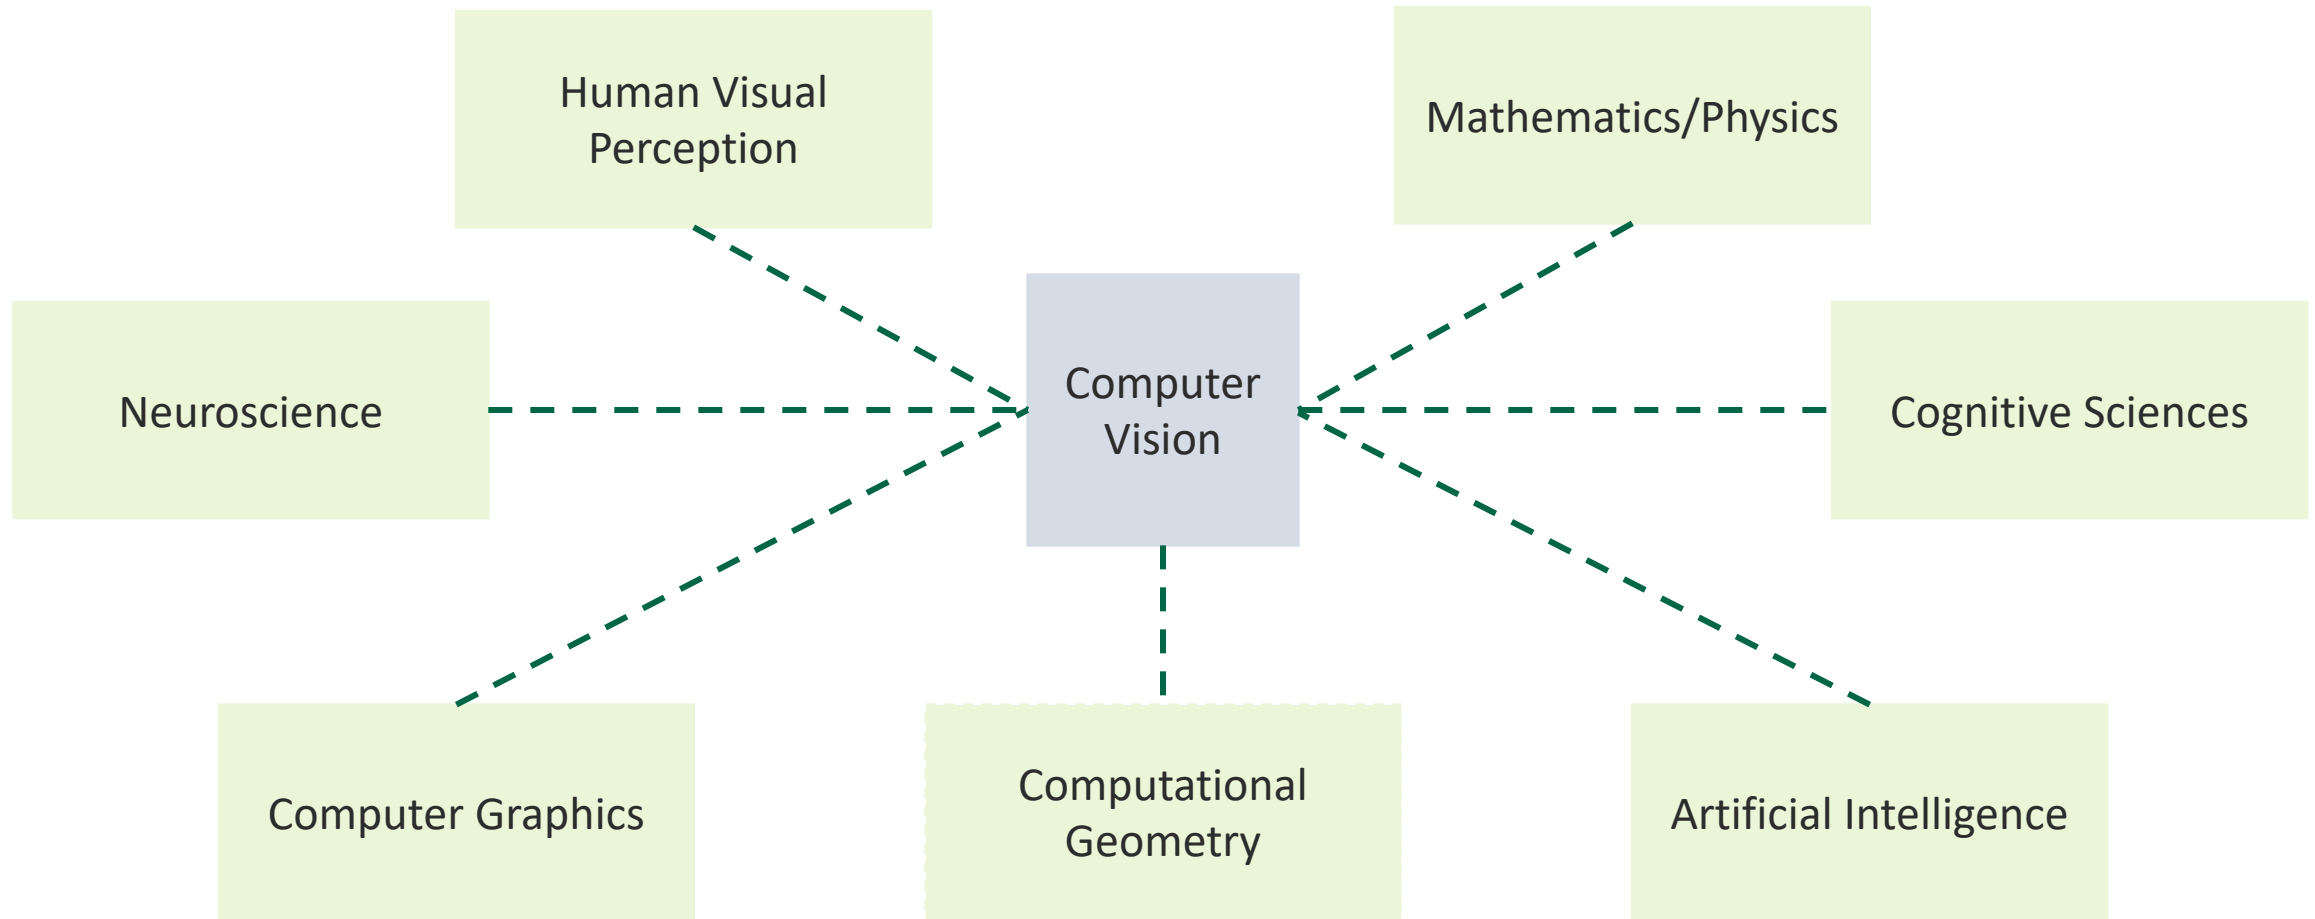 Human Visual
Perception
Mathematics/Physics
Neuroscience
Computer
Vision
Cognitive Sciences
Computer Graphics
Computational
Geometry
Artificial Intelligence